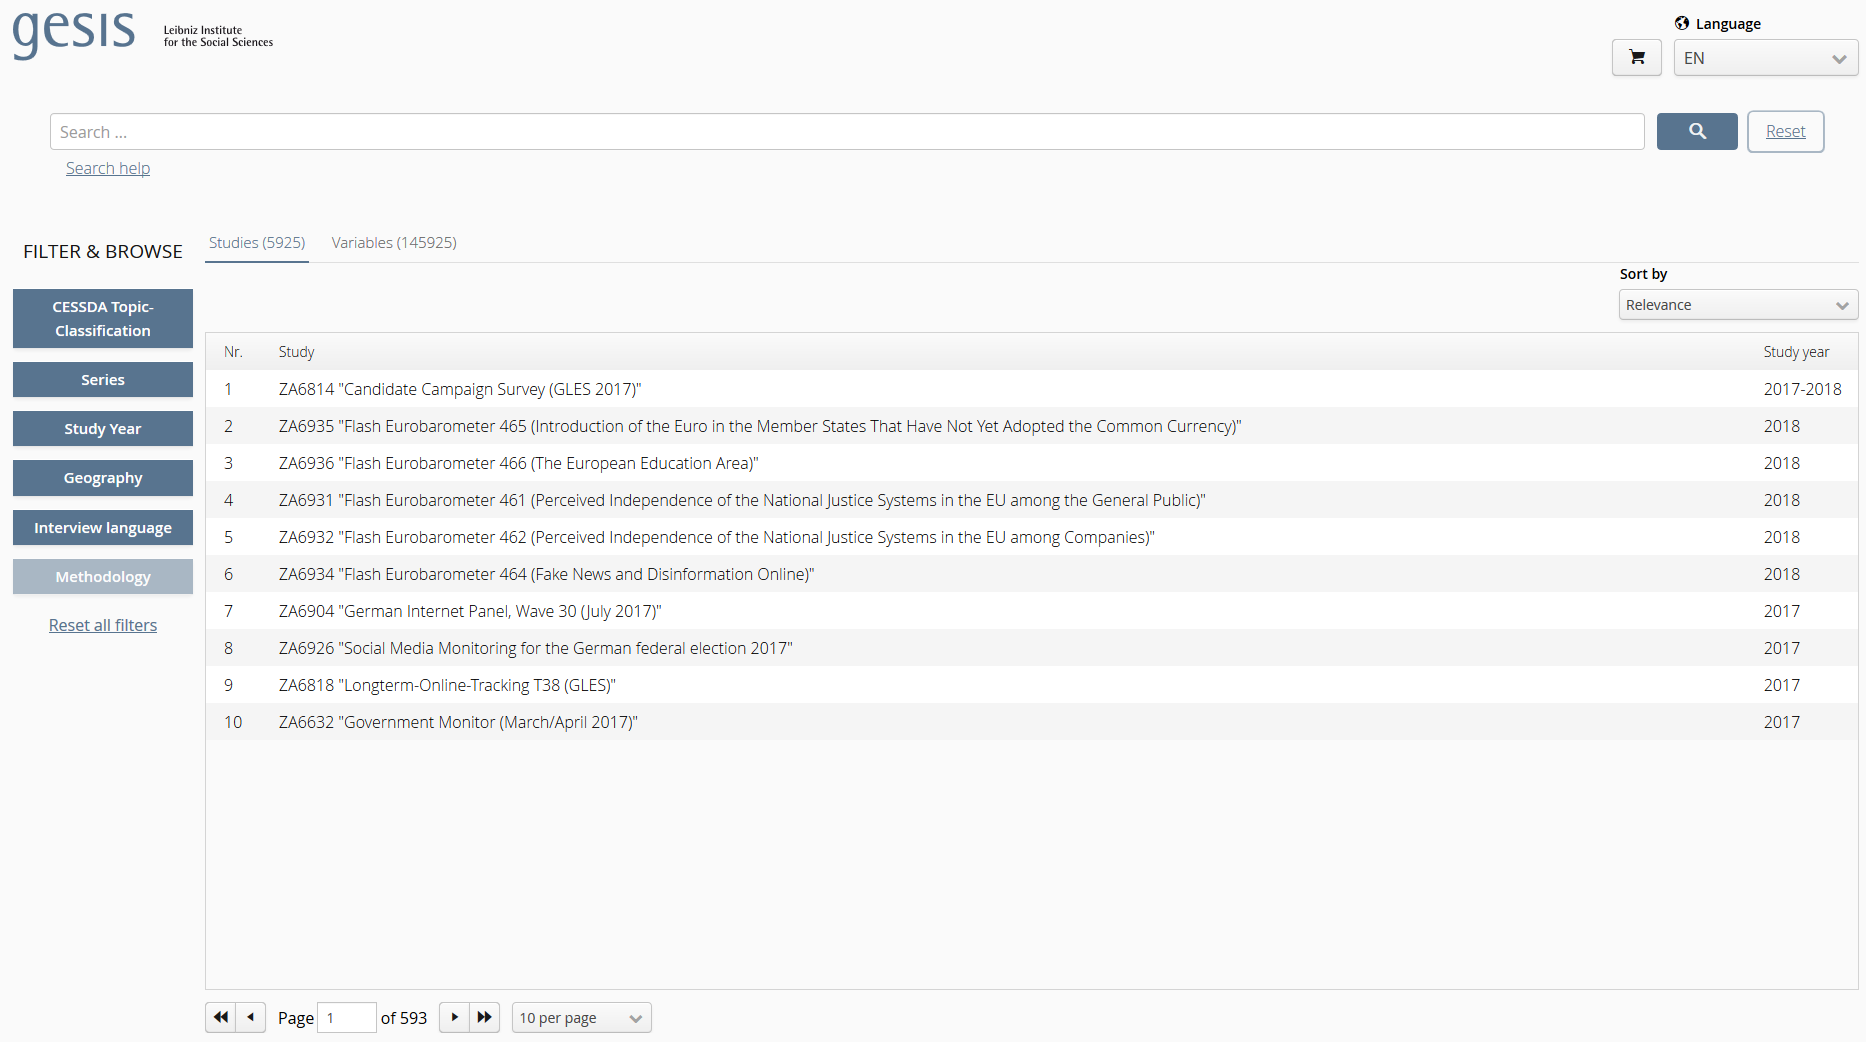 gesis
Leibniz Institute
for the Social Sciences
Language
EN
Search ...
Reset
Search help
FILTER & BROWSE
CESSDA Topic-
Classification
Series
Study Year
Geography
Interview language
Methodology
Reset all filters
Studies (5925) Variables (145925)
Sort by
Relevance
Nr. Study Study year
1 ZA6814 "Candidate Campaign Survey (GLES 2017)" 2017-2018
2 ZA6935 "Flash Eurobarometer 465 (Introduction of the Euro in the Member States That Have Not Yet Adopted the Common Currency)" 2018
3 ZA6936 "Flash Eurobarometer 466 (The European Education Area)" 2018
4 ZA6931 "Flash Eurobarometer 461 (Perceived Independence of the National Justice Systems in the EU among the General Public)" 2018
5 ZA6932 "Flash Eurobarometer 462 (Perceived Independence of the National Justice Systems in the EU among Companies)" 2018
6 ZA6934 "Flash Eurobarometer 464 (Fake News and Disinformation Online)" 2018
7 ZA6904 "German Internet Panel, Wave 30 (July 2017)" 2017
8 ZA6926 "Social Media Monitoring for the German federal election 2017" 2017
9 ZA6818 "Longterm-Online-Tracking T38 (GLES)" 2017
10 ZA6632 "Government Monitor (March/April 2017)" 2017
Page 1 of 593 10 per page